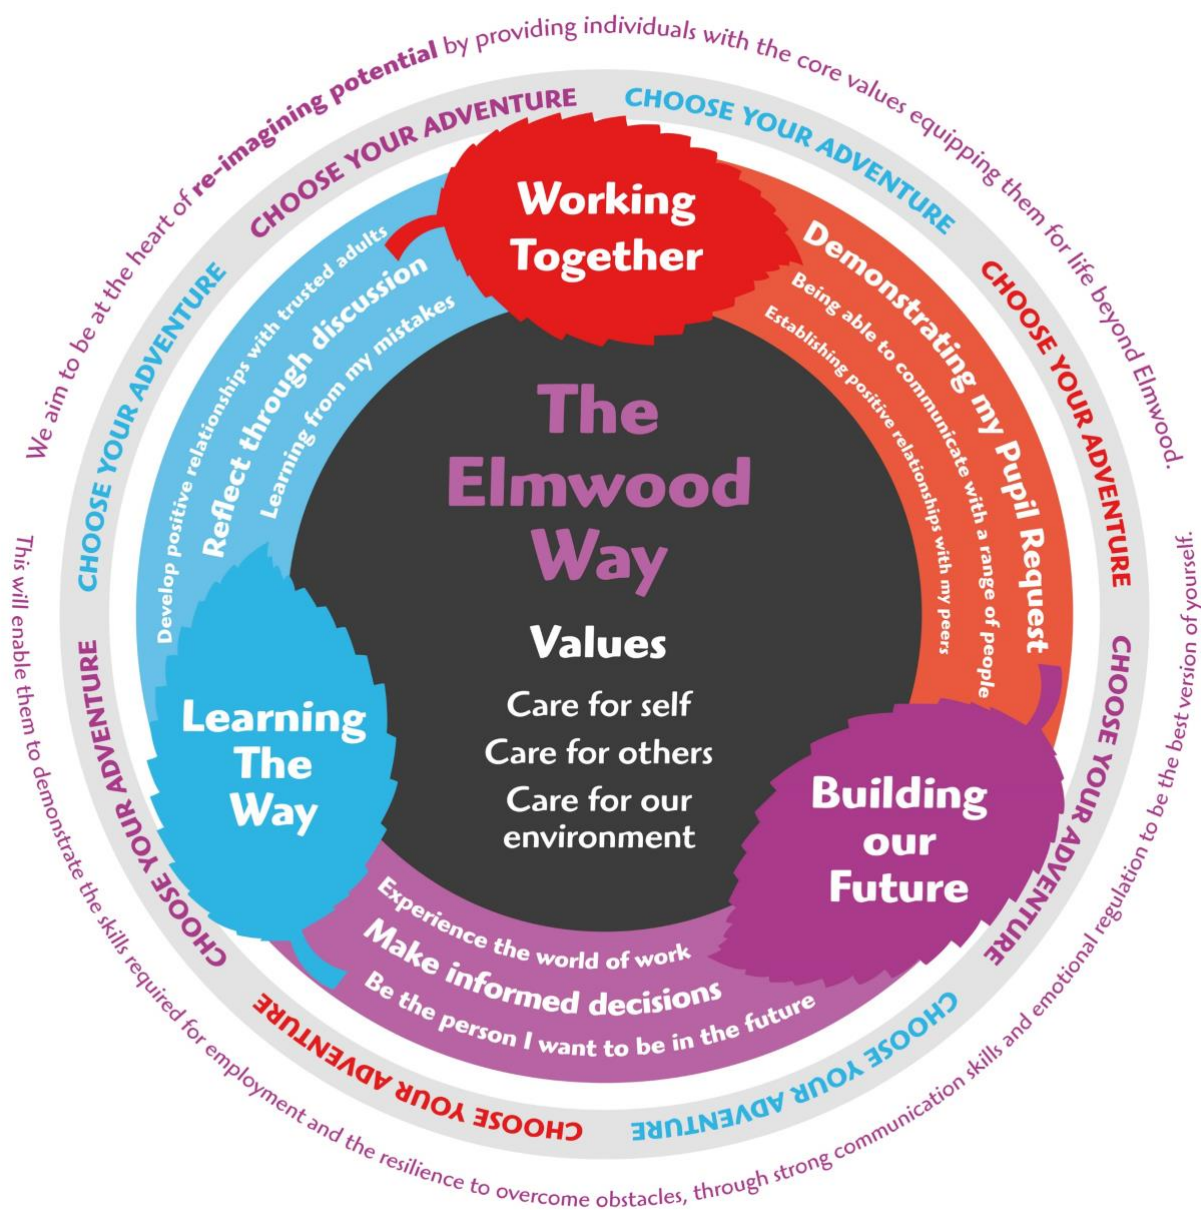 We aim to be at the heart of re-imagining potential by providing individuals with the core values equipping them for life beyond Elmwood.
This will enable them to demonstrate the skills required for employment and the resilience to overcome obstacles, through strong communication skills and emotional regulation to be the best version of yourself.
CHOOSE YOUR ADVENTURE
CHOOSE YOUR ADVENTURE
CHOOSE YOUR ADVENTURE
CHOOSE YOUR ADVENTURE
CHOOSE YOUR ADVENTURE
CHOOSE YOUR ADVENTURE
CHOOSE YOUR ADVENTURE
CHOOSE YOUR ADVENTURE
CHOOSE YOUR ADVENTURE
Working
Together
Demonstrating my Pupil Request
Being able to communicate with a range of people
Establishing positive relationships with my peers
Building
our
Future
Experience the world of work
Make informed decisions
Be the person I want to be in the future
Learning
The
Way
Develop positive relationships with trusted adults
Reflect through discussion
Learning from my mistakes
The
Elmwood
Way
Values
Care for self
Care for others
Care for our
environment